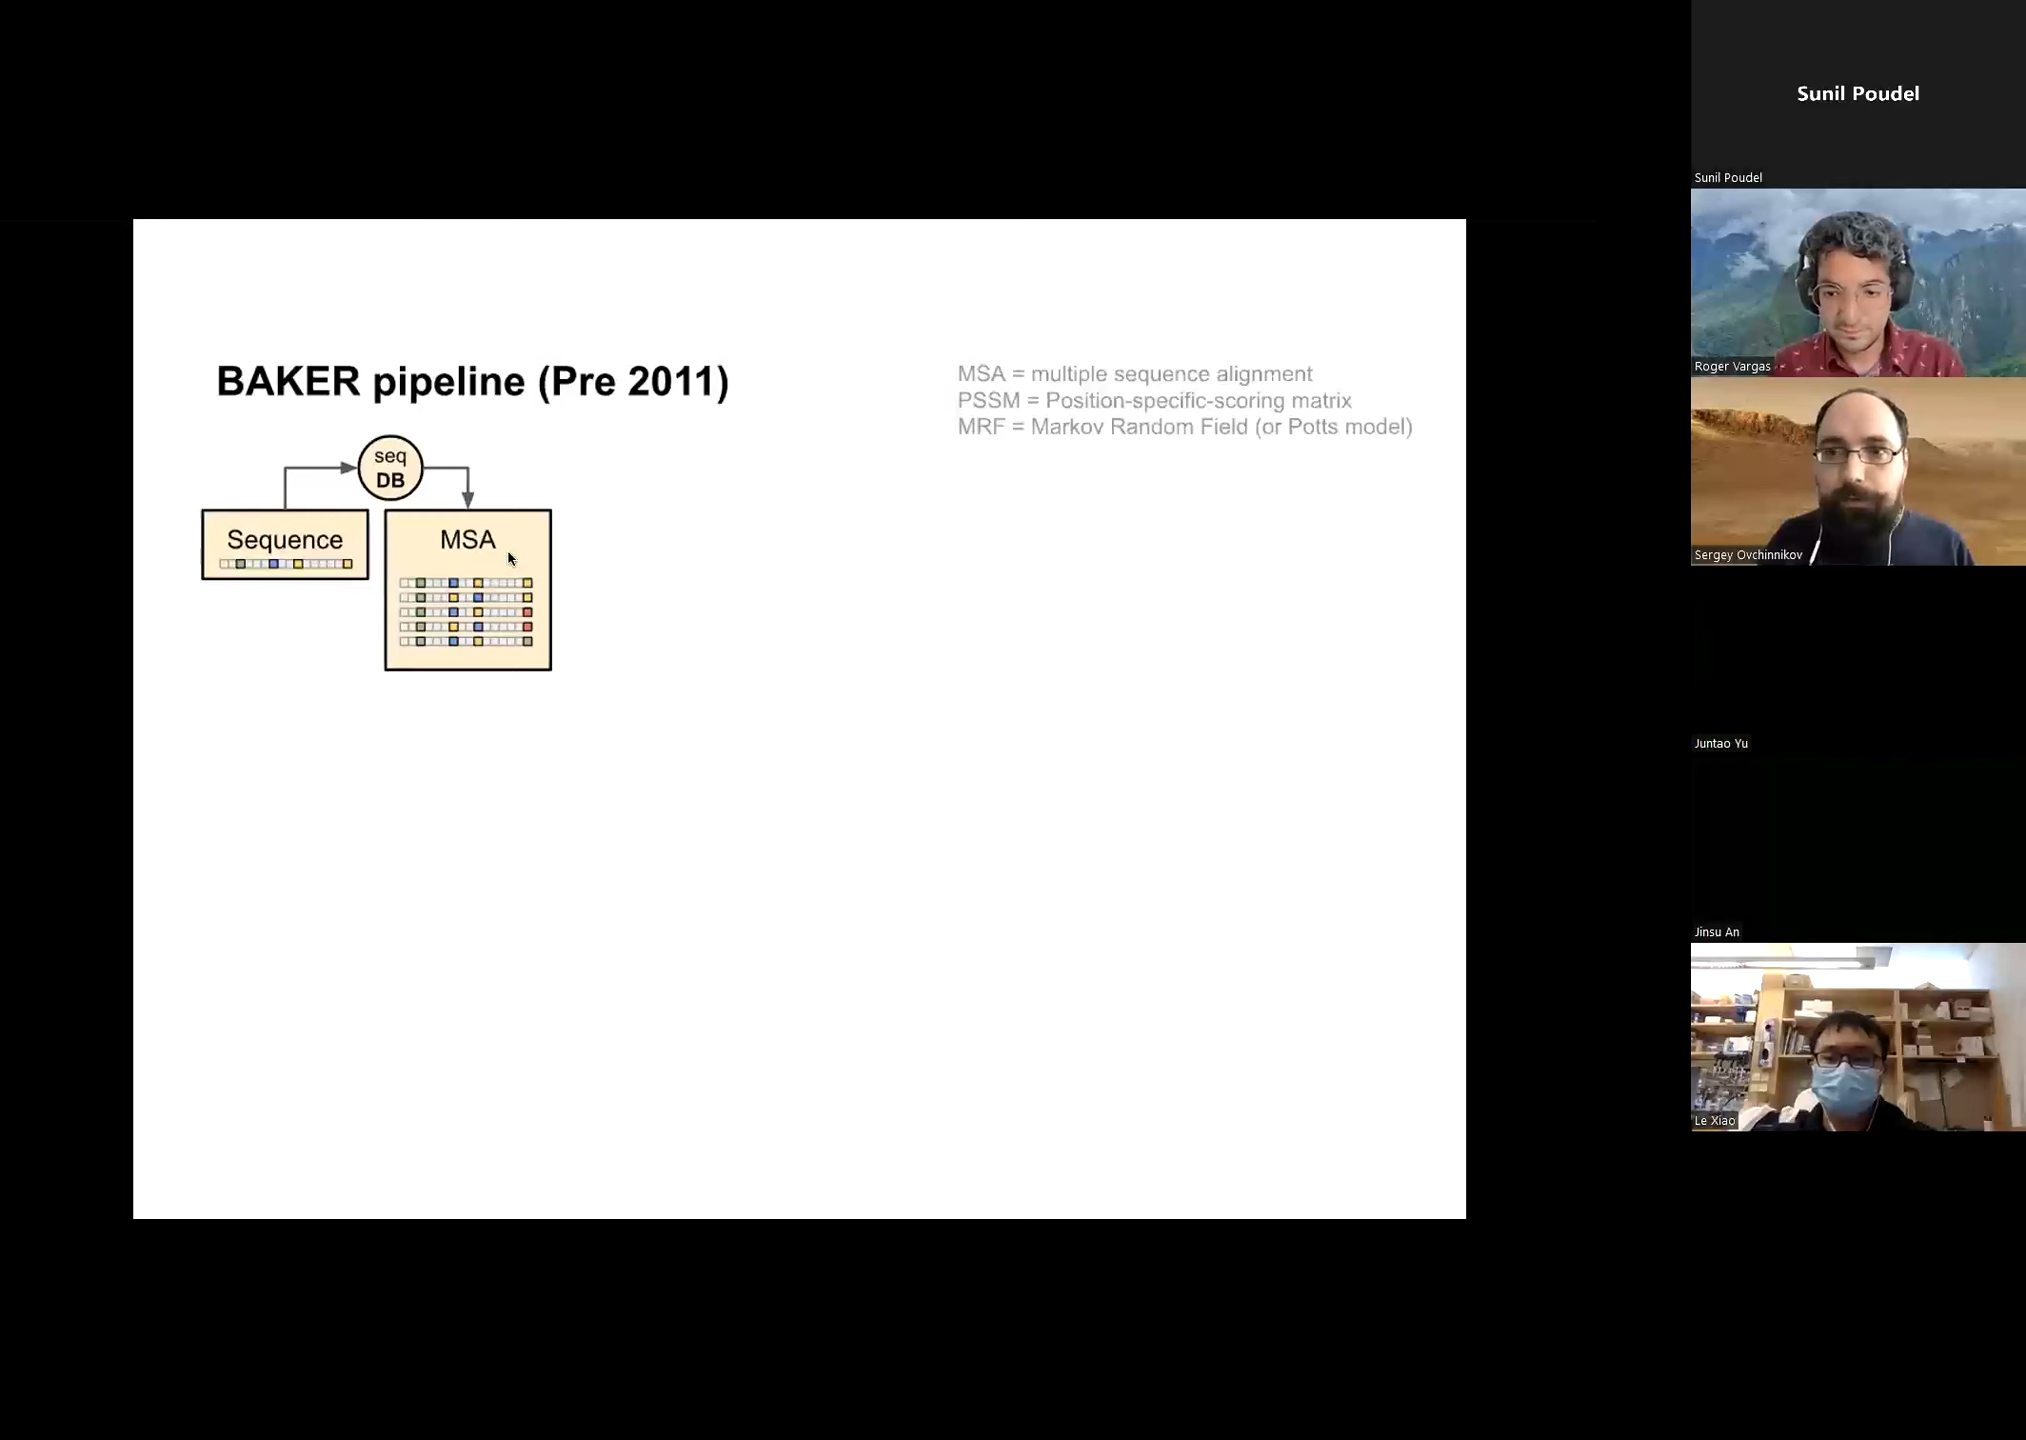 BAKER pipeline (Pre 2011)
MSA = multiple sequence alignment
PSSM = Position-specific-scoring matrix
MRF = Markov Random Field (or Potts model)
seq
DB
Sequence
MSA
Sunil Poudel
Sunil Poudel
Roger Vargas
Sergey Ovchinnikov
Juntao Yu
Jinsu An
Le Xiao